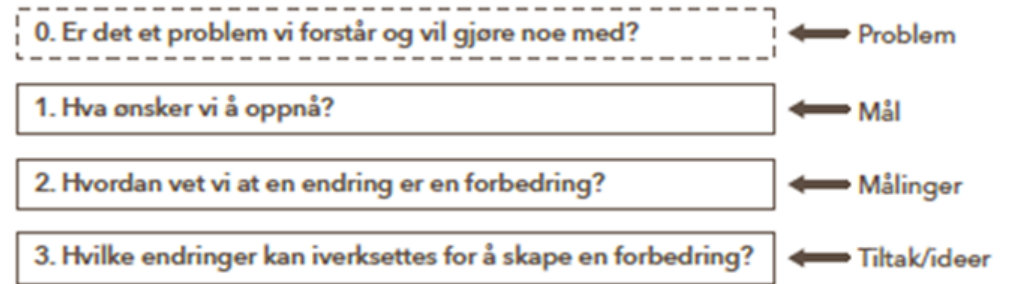 0. Er det et problem vi forstår og vil gjøre noe med? Problem
1. Hva ønsker vi å oppnå? Mål
2. Hvordan vet vi at en endring er en forbedring? Målinger
3. Hvilke endringer kan iverksettes for å skape en forbedring? Tiltak/ideer